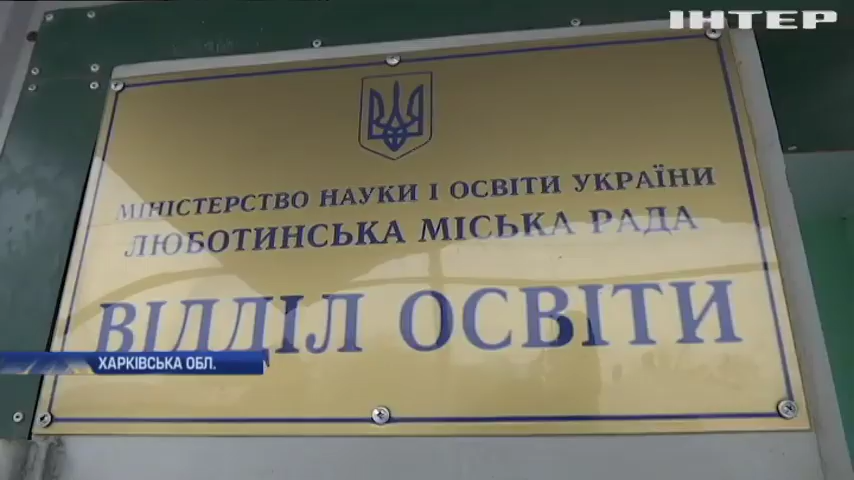 ІНТЕР
МІНІСТЕРСТВО НАУКИ І ОСВІТИ УКРАЇНИ
ЛЮБОТИНСЬКА МІСЬКА РАДА
ВІДДІЛ ОСВІТИ
ХАРКІВСЬКА ОБЛ.